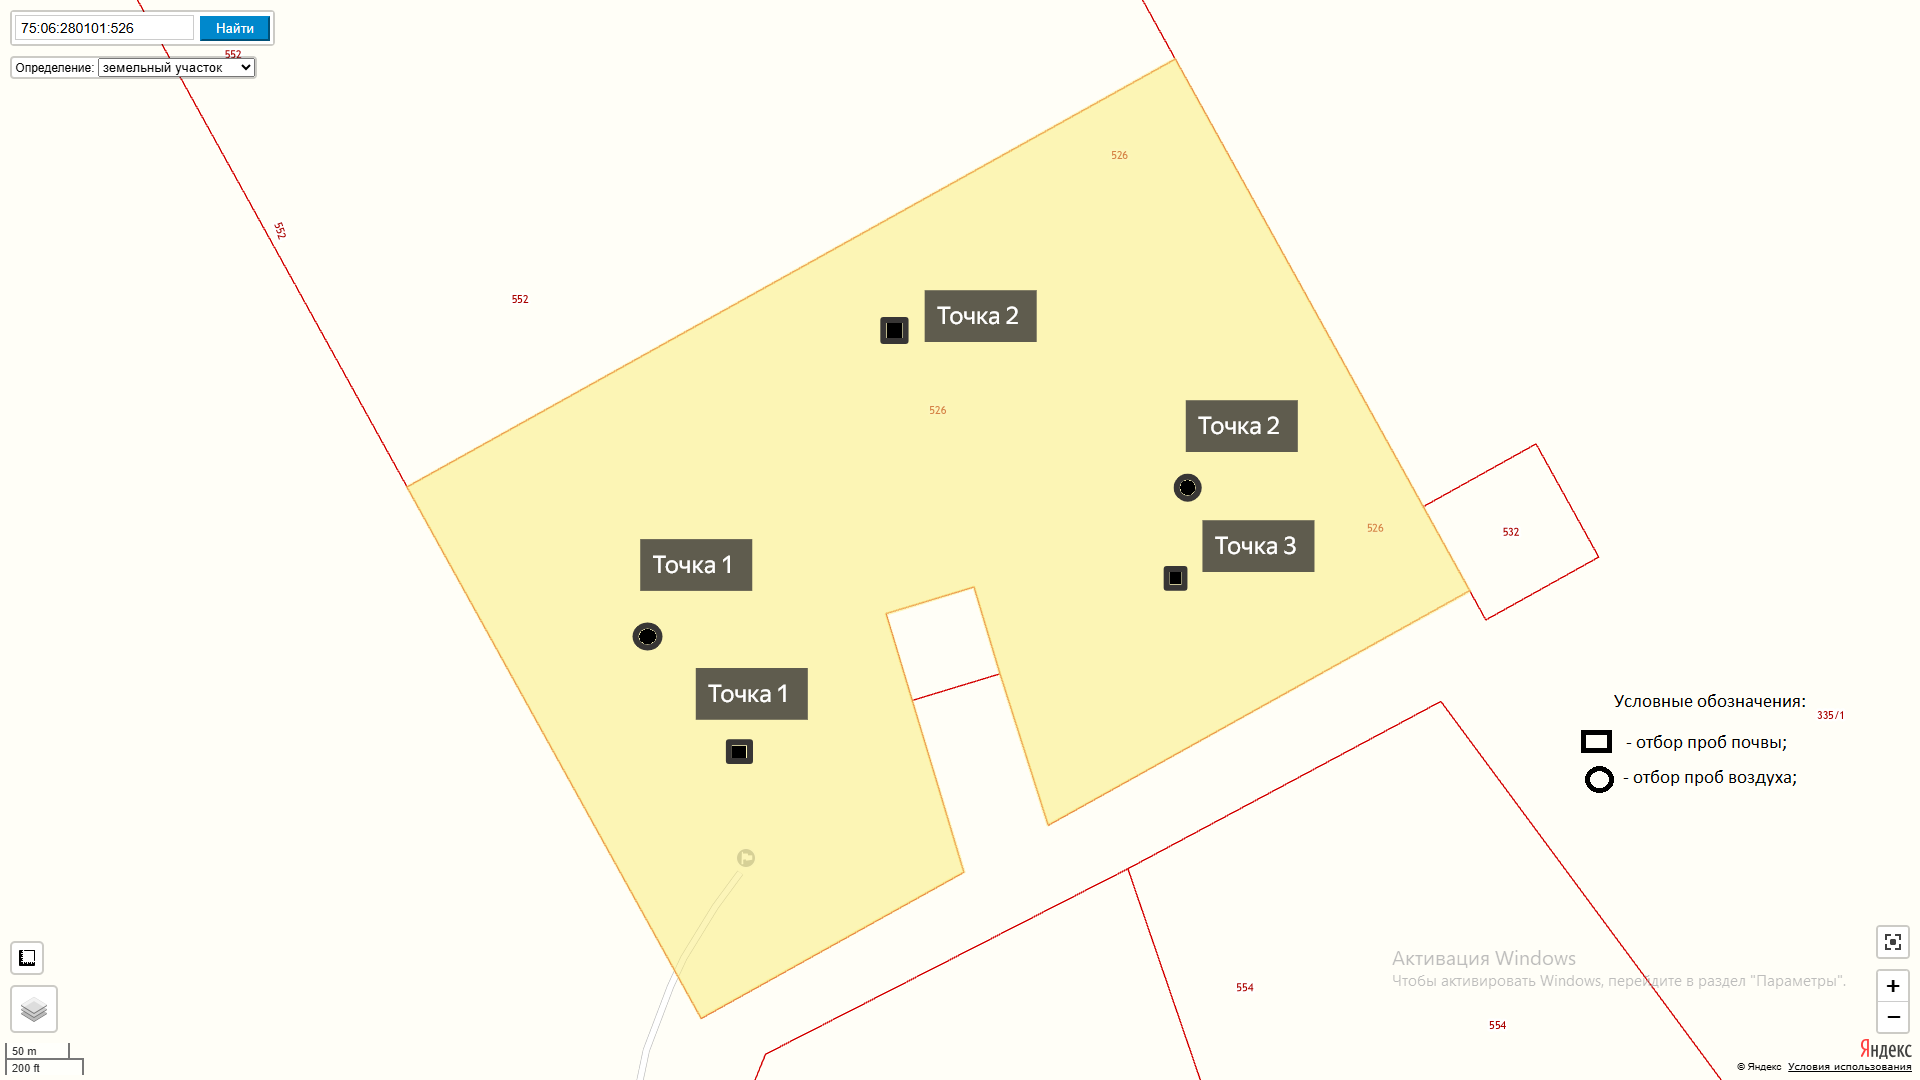 75:06:280101:526
Найти
552
Определение: земельный участок
526
552
552
Точка 2
526
Точка 2
526
532
Точка 3
Точка 1
Точка 1
Условные обозначения:
335/1
- отбор проб почвы;
- отбор проб воздуха;
Активация Windows
Чтобы активировать Windows, перейдите в раздел "Параметры".
554
554
+
−
50 m
200 ft
Яндекс
© Яндекс Условия использования